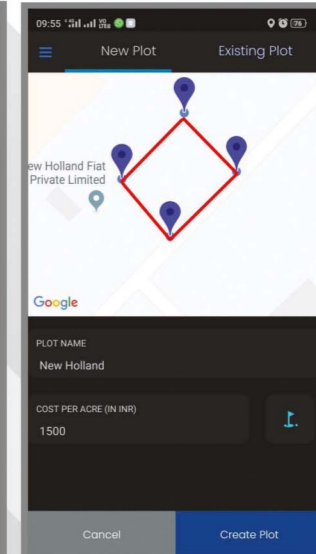 09:55
76
New Plot
Existing Plot
ew Holland Fiat
Private Limited
Google
PLOT NAME
New Holland
COST PER ACRE (IN INR)
1500
Cancel
Create Plot